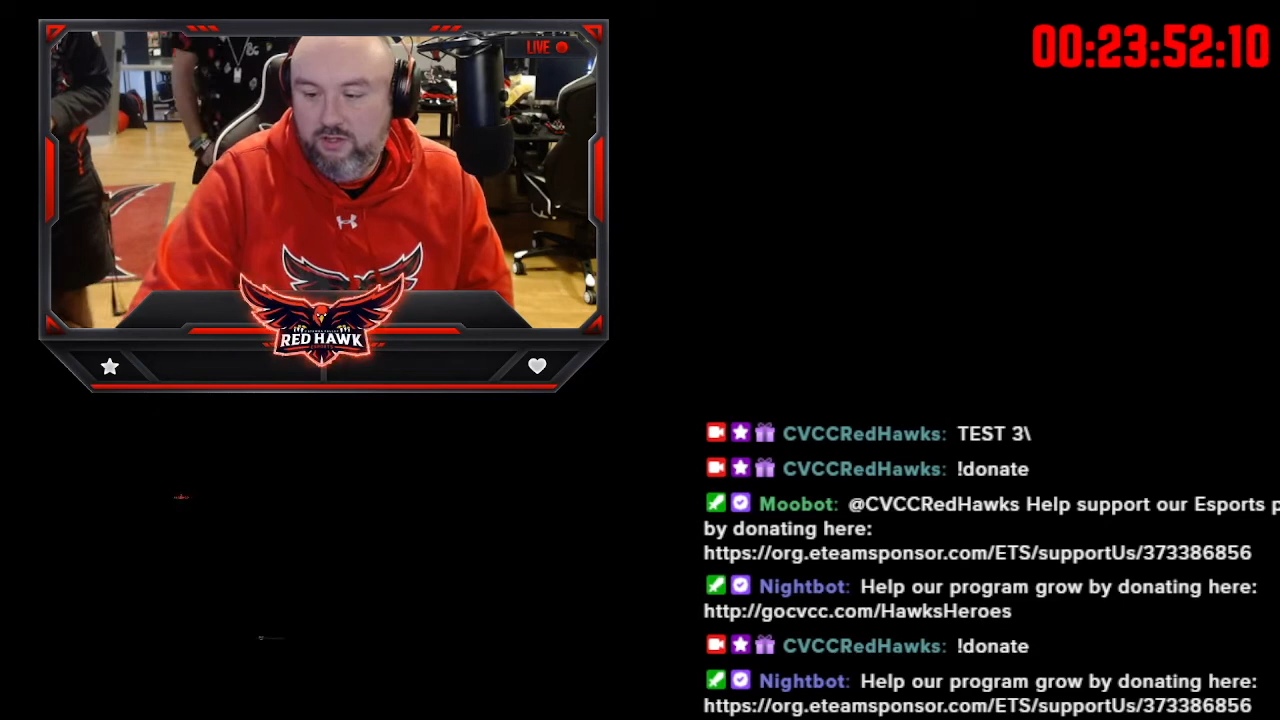 LIVE
00:23:52:10
RED HAWK
CVCCRedHawks: TEST 3\
CVCCRedHawks: !donate
Moobot: @CVCCRedHawks Help support our Esports p
by donating here:
https://org.eteamsponsor.com/ETS/supportUs/373386856
Nightbot: Help our program grow by donating here:
http://gocvcc.com/HawksHeroes
CVCCRedHawks: !donate
Nightbot: Help our program grow by donating here:
https://org.eteamsponsor.com/ETS/supportUs/373386856